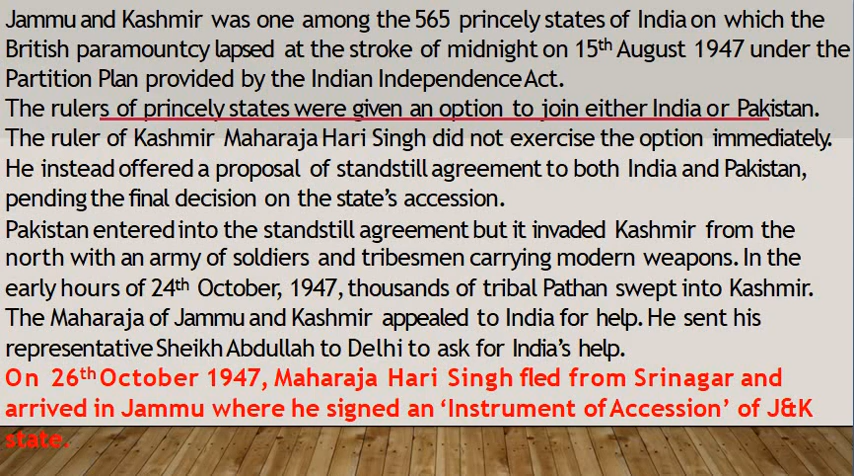 Jammu and Kashmir was one among the 565 princely states of India on which the
British paramountcy lapsed at the stroke of midnight on 15th August 1947 under the
Partition Plan provided by the Indian Independence Act.
The rulers of princely states were given an option to join either India or Pakistan.
The ruler of Kashmir Maharaja Hari Singh did not exercise the option immediately.
He instead offered a proposal of standstill agreement to both India and Pakistan,
pending the final decision on the state's accession.
Pakistan entered into the standstill agreement but it invaded Kashmir from the
north with an army of soldiers and tribesmen carrying modern weapons. In the
early hours of 24th October, 1947, thousands of tribal Pathan swept into Kashmir.
The Maharaja of Jammu and Kashmir appealed to India for help. He sent his
representative Sheikh Abdullah to Delhi to ask for India's help.
On 26th October 1947, Maharaja Hari Singh fled from Srinagar and
arrived in Jammu where he signed an 'Instrument of Accession' of J&K
state.